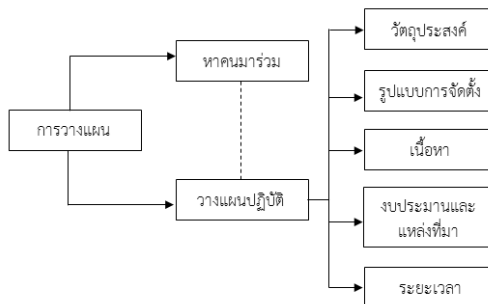 วัตถุประสงค์
หาคนมาร่วม
รูปแบบการจัดตั้ง
การวางแผน
เนื้อหา
วางแผนปฏิบัติ
งบประมานและ
แหล่งที่มา
ระยะเวลา